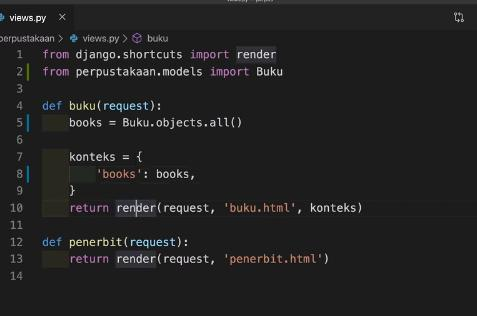 views.py
perpustakaan > views.py > buku
1 from django.shortcuts import render
2 from perpustakaan.models import Buku
3
4 def buku(request):
5     books = Buku.objects.all()
6
7     konteks = {
8         'books': books,
9     }
10     return render(request, 'buku.html', konteks)
11
12 def penerbit(request):
13     return render(request, 'penerbit.html')
14